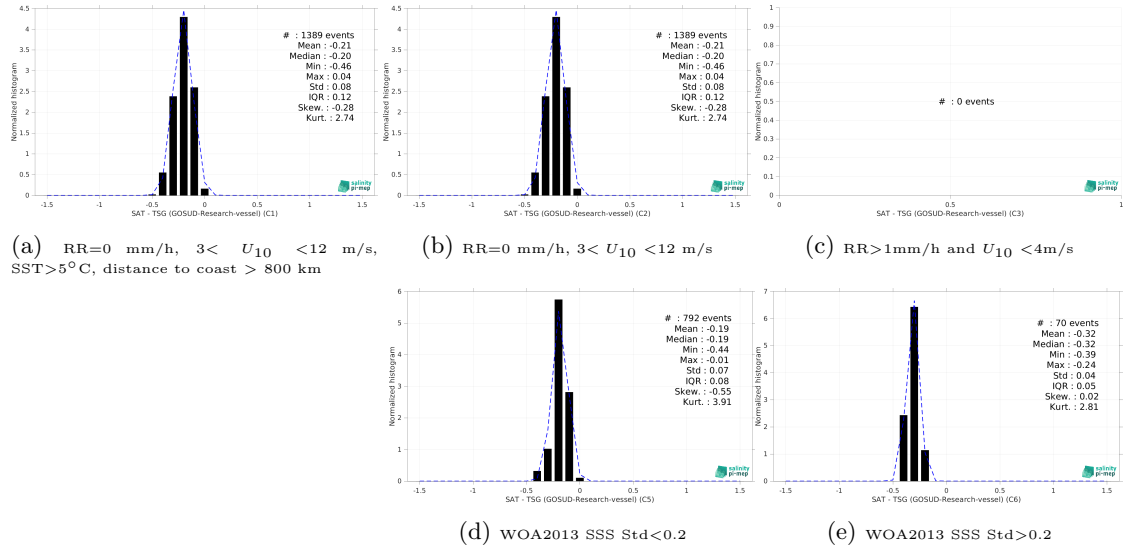 4.5
4
3.5
3
2.5
2
1.5
1
0.5
0
Normalized histogram
# : 1389 events
Mean : -0.21
Median : -0.20
Min : -0.46
Max : 0.04
Std : 0.08
IQR : 0.12
Skew. : -0.28
Kurt. : 2.74
salinity
pi-mep
-1.5 -1 -0.5 0 0.5 1 1.5
SAT - TSG (GOSUD-Research-vessel) (C1)
(a) RR=0 mm/h, 3< U10 <12 m/s,
SST>5°C, distance to coast > 800 km
4.5
4
3.5
3
2.5
2
1.5
1
0.5
0
Normalized histogram
# : 1389 events
Mean : -0.21
Median : -0.20
Min : -0.46
Max : 0.04
Std : 0.08
IQR : 0.12
Skew. : -0.28
Kurt. : 2.74
salinity
pi-mep
-1.5 -1 -0.5 0 0.5 1 1.5
SAT - TSG (GOSUD-Research-vessel) (C2)
(b) RR=0 mm/h, 3< U10 <12 m/s
1
0.9
0.8
0.7
0.6
0.5
0.4
0.3
0.2
0.1
0
Normalized histogram
# : 0 events
salinity
pi-mep
0 0.5 1
SAT - TSG (GOSUD-Research-vessel) (C3)
(c) RR>1mm/h and U10 <4m/s
6
5
4
3
2
1
0
Normalized histogram
# : 792 events
Mean : -0.19
Median : -0.19
Min : -0.44
Max : -0.01
Std : 0.07
IQR : 0.08
Skew. : -0.55
Kurt. : 3.91
salinity
pi-mep
-1.5 -1 -0.5 0 0.5 1 1.5
SAT - TSG (GOSUD-Research-vessel) (C5)
(d) WOA2013 SSS Std<0.2
7
6
5
4
3
2
1
0
Normalized histogram
# : 70 events
Mean : -0.32
Median : -0.32
Min : -0.39
Max : -0.24
Std : 0.04
IQR : 0.05
Skew. : 0.02
Kurt. : 2.81
salinity
pi-mep
-1.5 -1 -0.5 0 0.5 1 1.5
SAT - TSG (GOSUD-Research-vessel) (C6)
(e) WOA2013 SSS Std>0.2